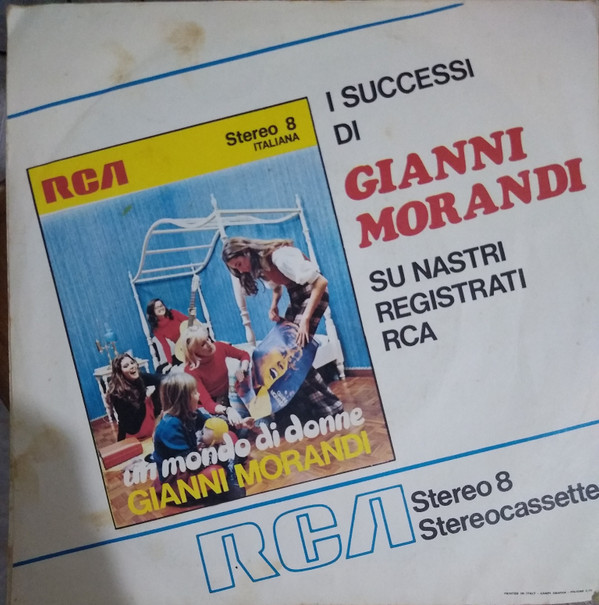 I SUCCESSI
DI
GIANNI
MORANDI
SU NASTRI
REGISTRATI
RCA
RCA
Stereo 8
ITALIANA
un mondo di donne
GIANNI MORANDI
RCA
Stereo 8
Stereocassette